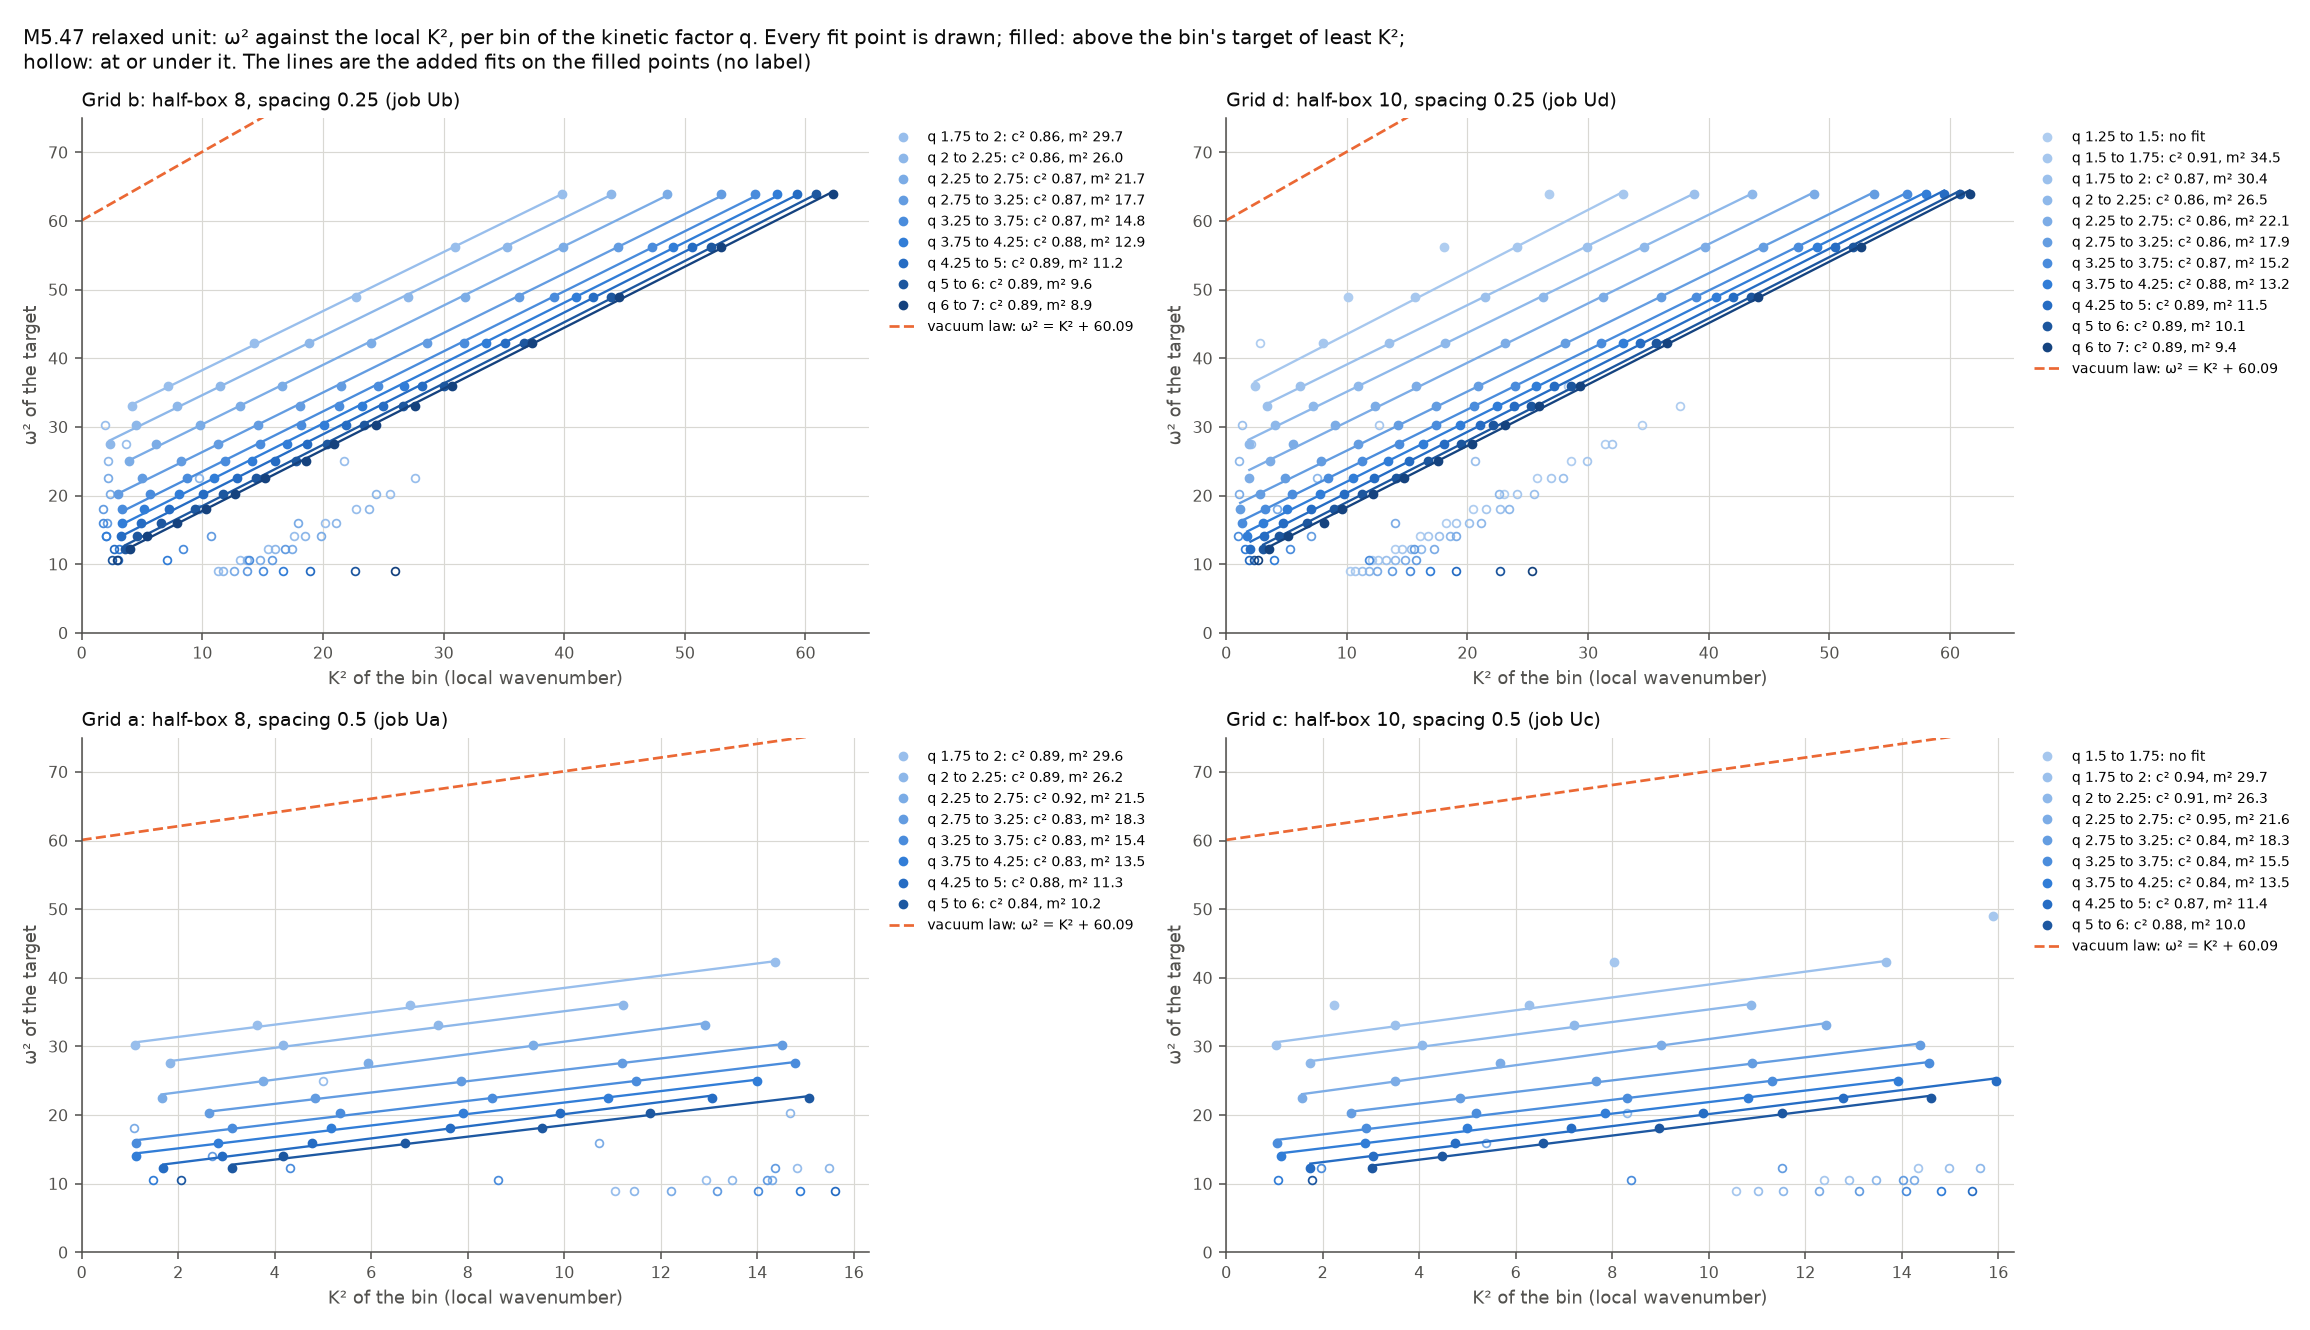 M5.47 relaxed unit: ω² against the local K², per bin of the kinetic factor q. Every fit point is drawn; filled: above the bin's target of least K²;
hollow: at or under it. The lines are the added fits on the filled points (no label)
Grid b: half-box 8, spacing 0.25 (job Ub)
ω² of the target
70
60
50
40
30
20
10
0
0 10 20 30 40 50 60
K² of the bin (local wavenumber)
q 1.75 to 2: c² 0.86, m² 29.7
q 2 to 2.25: c² 0.86, m² 26.0
q 2.25 to 2.75: c² 0.87, m² 21.7
q 2.75 to 3.25: c² 0.87, m² 17.7
q 3.25 to 3.75: c² 0.87, m² 14.8
q 3.75 to 4.25: c² 0.88, m² 12.9
q 4.25 to 5: c² 0.89, m² 11.2
q 5 to 6: c² 0.89, m² 9.6
q 6 to 7: c² 0.89, m² 8.9
vacuum law: ω² = K² + 60.09
Grid d: half-box 10, spacing 0.25 (job Ud)
ω² of the target
70
60
50
40
30
20
10
0
0 10 20 30 40 50 60
K² of the bin (local wavenumber)
q 1.25 to 1.5: no fit
q 1.5 to 1.75: c² 0.91, m² 34.5
q 1.75 to 2: c² 0.87, m² 30.4
q 2 to 2.25: c² 0.86, m² 26.5
q 2.25 to 2.75: c² 0.86, m² 22.1
q 2.75 to 3.25: c² 0.86, m² 17.9
q 3.25 to 3.75: c² 0.87, m² 15.2
q 3.75 to 4.25: c² 0.88, m² 13.2
q 4.25 to 5: c² 0.89, m² 11.5
q 5 to 6: c² 0.89, m² 10.1
q 6 to 7: c² 0.89, m² 9.4
vacuum law: ω² = K² + 60.09
Grid a: half-box 8, spacing 0.5 (job Ua)
ω² of the target
70
60
50
40
30
20
10
0
0 2 4 6 8 10 12 14 16
K² of the bin (local wavenumber)
q 1.75 to 2: c² 0.89, m² 29.6
q 2 to 2.25: c² 0.89, m² 26.2
q 2.25 to 2.75: c² 0.92, m² 21.5
q 2.75 to 3.25: c² 0.83, m² 18.3
q 3.25 to 3.75: c² 0.83, m² 15.4
q 3.75 to 4.25: c² 0.83, m² 13.5
q 4.25 to 5: c² 0.88, m² 11.3
q 5 to 6: c² 0.84, m² 10.2
vacuum law: ω² = K² + 60.09
Grid c: half-box 10, spacing 0.5 (job Uc)
ω² of the target
70
60
50
40
30
20
10
0
0 2 4 6 8 10 12 14 16
K² of the bin (local wavenumber)
q 1.5 to 1.75: no fit
q 1.75 to 2: c² 0.94, m² 29.7
q 2 to 2.25: c² 0.91, m² 26.3
q 2.25 to 2.75: c² 0.95, m² 21.6
q 2.75 to 3.25: c² 0.84, m² 18.3
q 3.25 to 3.75: c² 0.84, m² 15.5
q 3.75 to 4.25: c² 0.84, m² 13.5
q 4.25 to 5: c² 0.87, m² 11.4
q 5 to 6: c² 0.88, m² 10.0
vacuum law: ω² = K² + 60.09